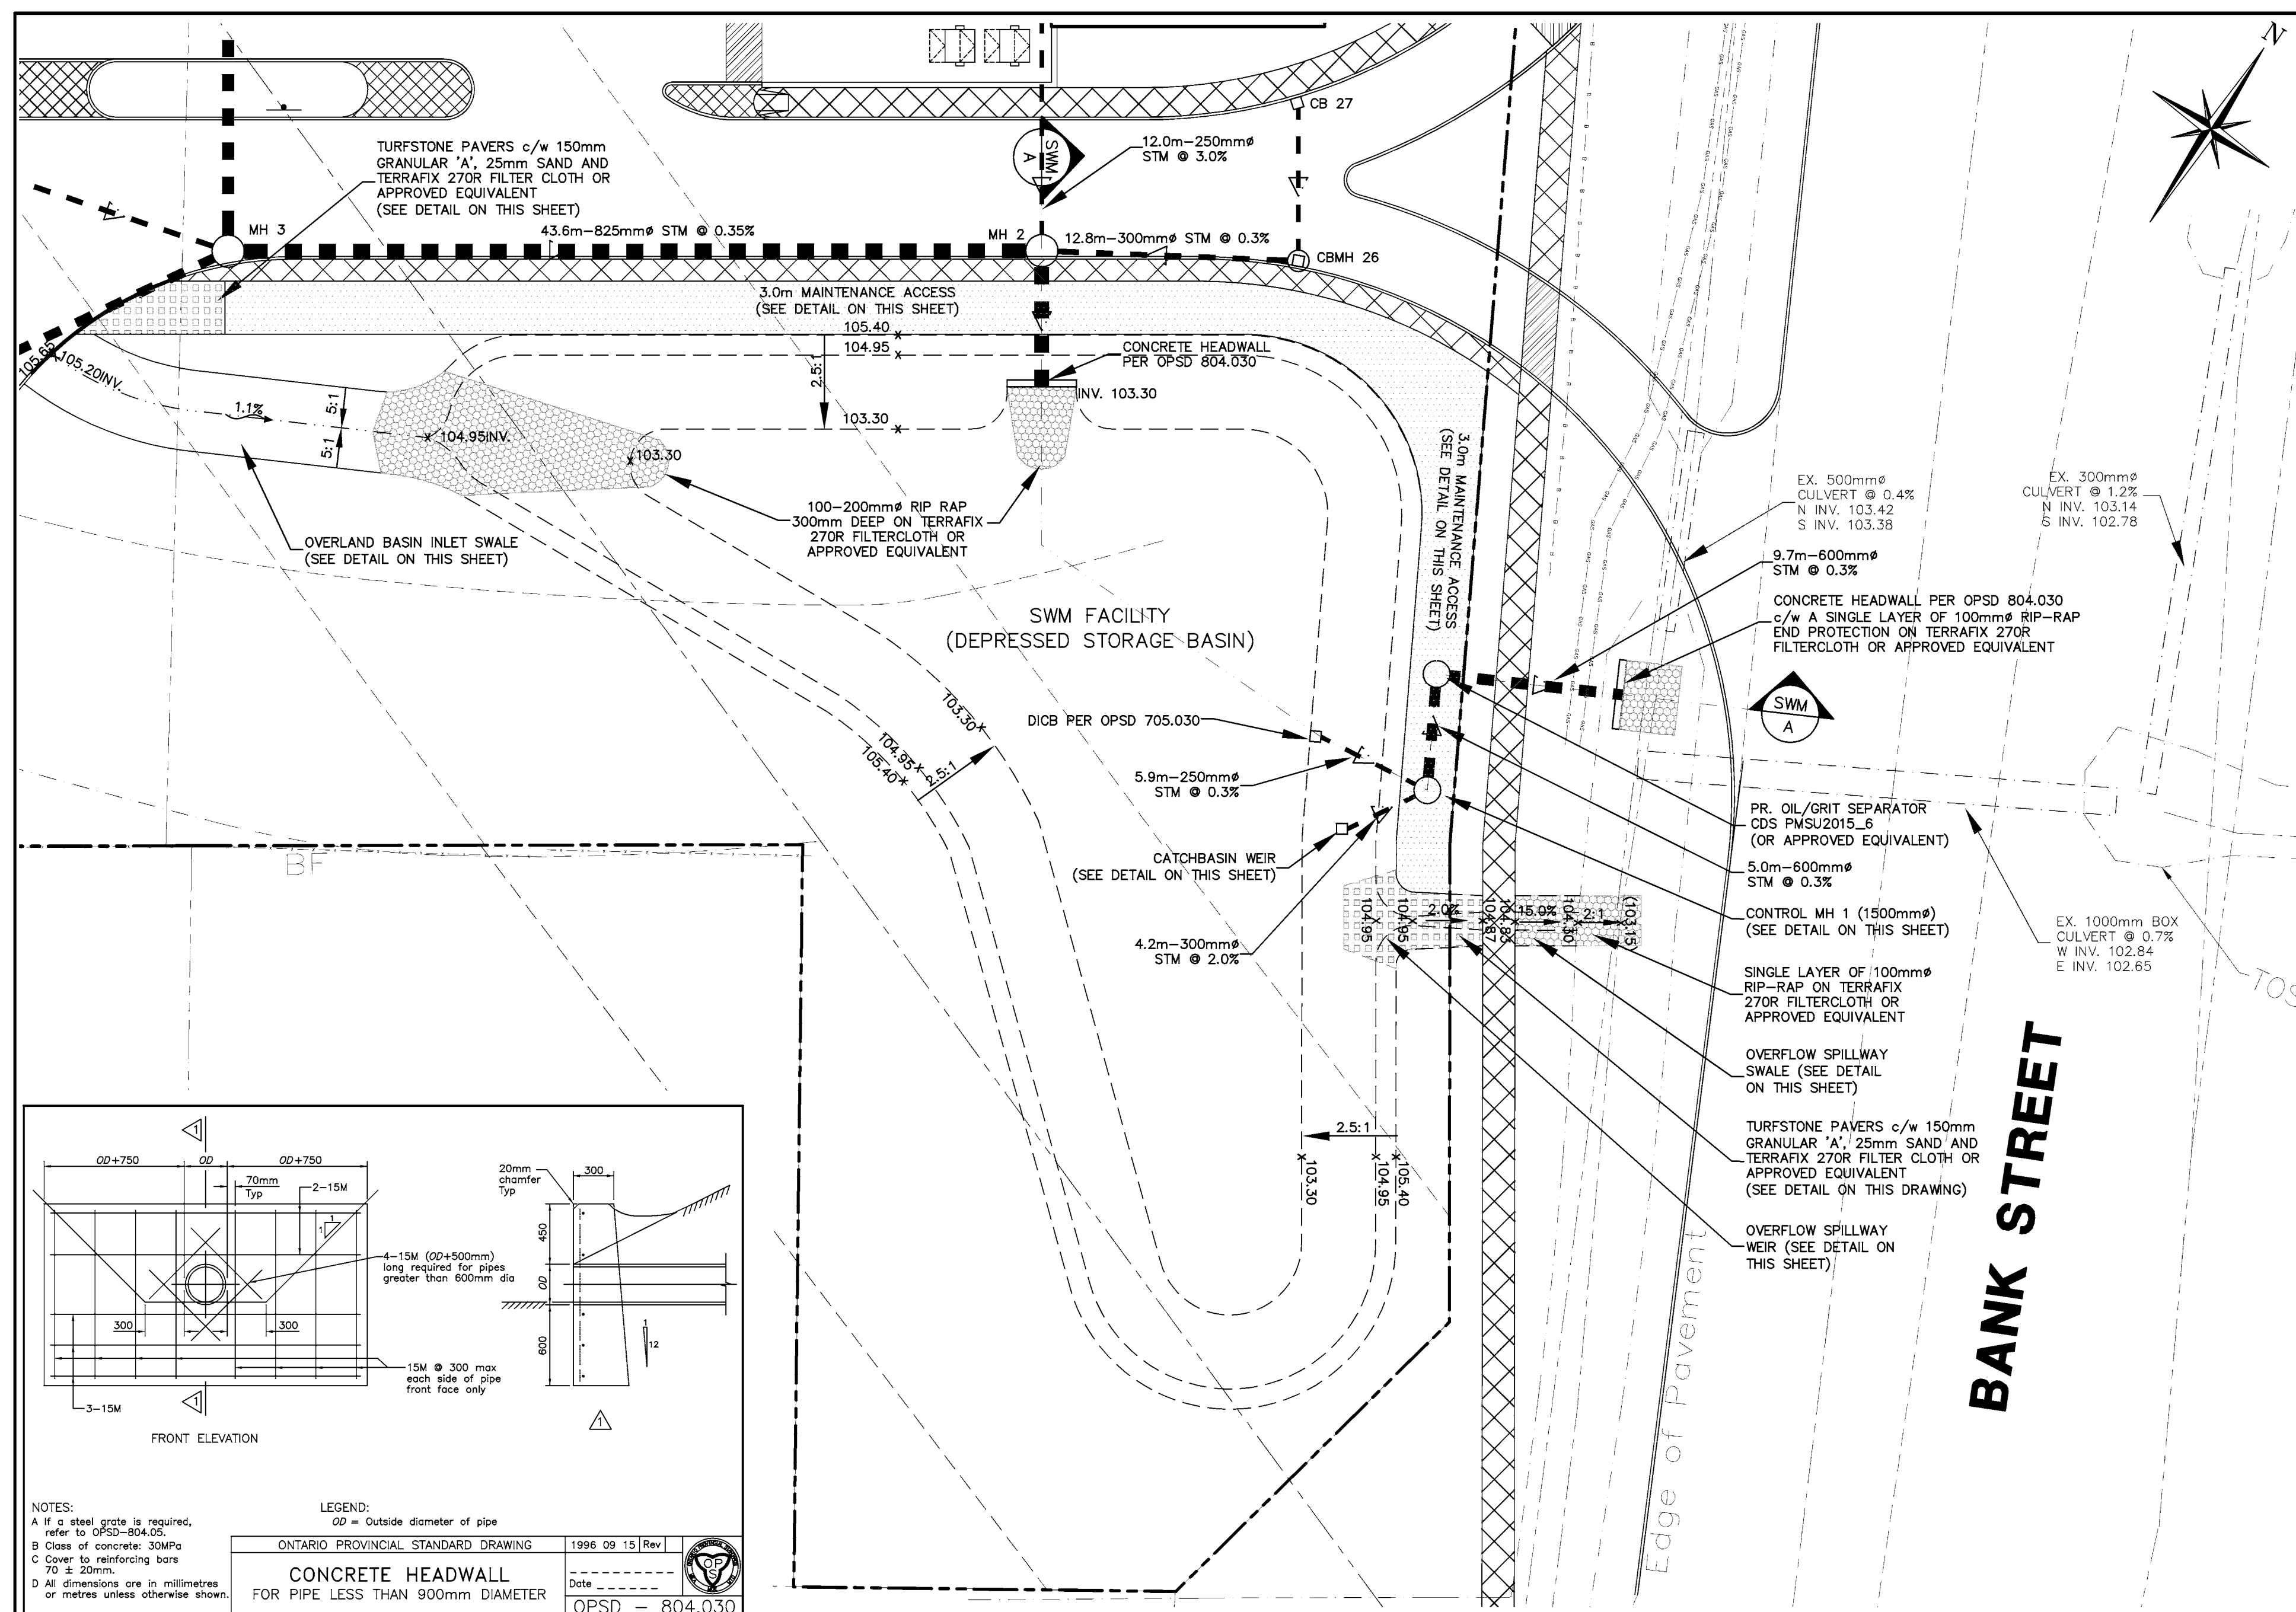 N
CB 27
SWM
A
12.0m-250mmø
STM @ 3.0%
TURFSTONE PAVERS c/w 150mm
GRANULAR 'A', 25mm SAND AND
TERRAFIX 270R FILTER CLOTH OR
APPROVED EQUIVALENT
(SEE DETAIL ON THIS SHEET)
MH 3
43.6m-825mmø STM @ 0.35%
MH 2
12.8m-300mmø STM @ 0.3%
CBMH 26
3.0m MAINTENANCE ACCESS
(SEE DETAIL ON THIS SHEET)
105.40
104.95
2.5:1
CONCRETE HEADWALL
PER OPSD 804.030
INV. 103.30
103.30
105.65
105.20INV.
1.1%
5:1
5:1
104.95INV.
103.30
100-200mmø RIP RAP
300mm DEEP ON TERRAFIX
270R FILTERCLOTH OR
APPROVED EQUIVALENT
OVERLAND BASIN INLET SWALE
(SEE DETAIL ON THIS SHEET)
3.0m MAINTENANCE ACCESS
(SEE DETAIL ON THIS SHEET)
EX. 500mmø
CULVERT @ 0.4%
N INV. 103.42
S INV. 103.38
EX. 300mmø
CULVERT @ 1.2%
N INV. 103.14
S INV. 102.78
9.7m-600mmø
STM @ 0.3%
CONCRETE HEADWALL PER OPSD 804.030
c/w A SINGLE LAYER OF 100mmø RIP-RAP
END PROTECTION ON TERRAFIX 270R
FILTERCLOTH OR APPROVED EQUIVALENT
SWM FACILITY
(DEPRESSED STORAGE BASIN)
SWM
A
103.30
104.95
105.40
2.5:1
DICB PER OPSD 705.030
5.9m-250mmø
STM @ 0.3%
CATCHBASIN WEIR
(SEE DETAIL ON THIS SHEET)
4.2m-300mmø
STM @ 2.0%
PR. OIL/GRIT SEPARATOR
CDS PMSU2015_6
(OR APPROVED EQUIVALENT)
5.0m-600mmø
STM @ 0.3%
CONTROL MH 1 (1500mmø)
(SEE DETAIL ON THIS SHEET)
EX. 1000mm BOX
CULVERT @ 0.7%
W INV. 102.84
E INV. 102.65
104.95
104.95
2.0%
104.87
104.85
15.0%
104.30
2:1
(103.15)
SINGLE LAYER OF 100mmø
RIP-RAP ON TERRAFIX
270R FILTERCLOTH OR
APPROVED EQUIVALENT
OVERFLOW SPILLWAY
SWALE (SEE DETAIL
ON THIS SHEET)
TURFSTONE PAVERS c/w 150mm
GRANULAR 'A', 25mm SAND AND
TERRAFIX 270R FILTER CLOTH OR
APPROVED EQUIVALENT
(SEE DETAIL ON THIS DRAWING)
OVERFLOW SPILLWAY
WEIR (SEE DETAIL ON
THIS SHEET)
2.5:1
103.30
104.95
105.40
BF
BANK STREET
Edge of Pavement
1
OD+750
OD
OD+750
70mm
Typ
2-15M
1
1
4-15M (OD+500mm)
long required for pipes
greater than 600mm dia
300
300
15M @ 300 max
each side of pipe
front face only
3-15M
1
FRONT ELEVATION
20mm
chamfer
Typ
300
450
OD
600
1
12
1
NOTES:
A If a steel grate is required,
refer to OPSD-804.05.
B Class of concrete: 30MPa
C Cover to reinforcing bars
70 ± 20mm.
D All dimensions are in millimetres
or metres unless otherwise shown.
LEGEND:
OD = Outside diameter of pipe
ONTARIO PROVINCIAL STANDARD DRAWING
1996 09 15 Rev
CONCRETE HEADWALL
FOR PIPE LESS THAN 900mm DIAMETER
Date
OPS
OPSD - 804.030